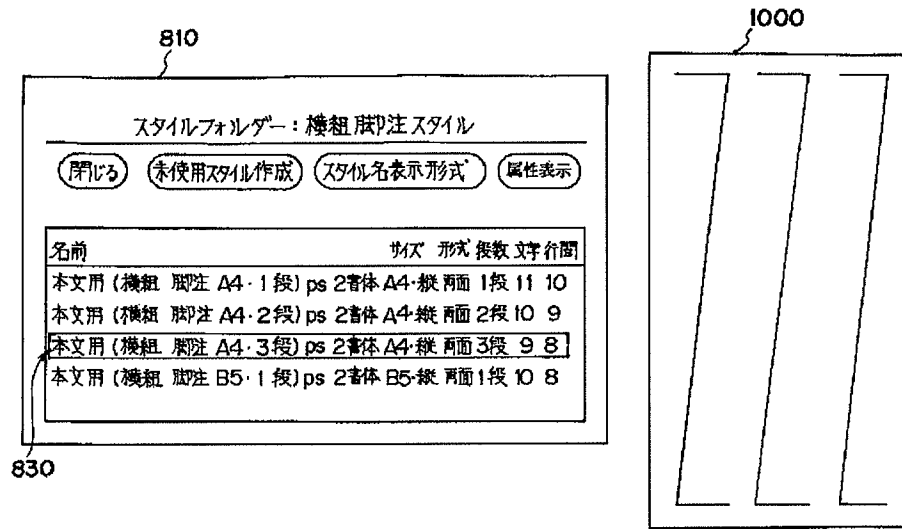 810
1000
スタイルフォルダー：横組脚注スタイル
閉じる 未使用スタイル作成 スタイル名表示形式 属性表示
名前 サイズ 形式 段数 文字 行間
本文用(横組 脚注 A4・1段) ps 2書体 A4・縦 両面 1段 11 10
本文用(横組 脚注 A4・2段) ps 2書体 A4・縦 両面 2段 10 9
本文用(横組 脚注 A4・3段) ps 2書体 A4・縦 両面 3段 9 8
本文用(横組 脚注 B5・1段) ps 2書体 B5・縦 両面 1段 10 8
830